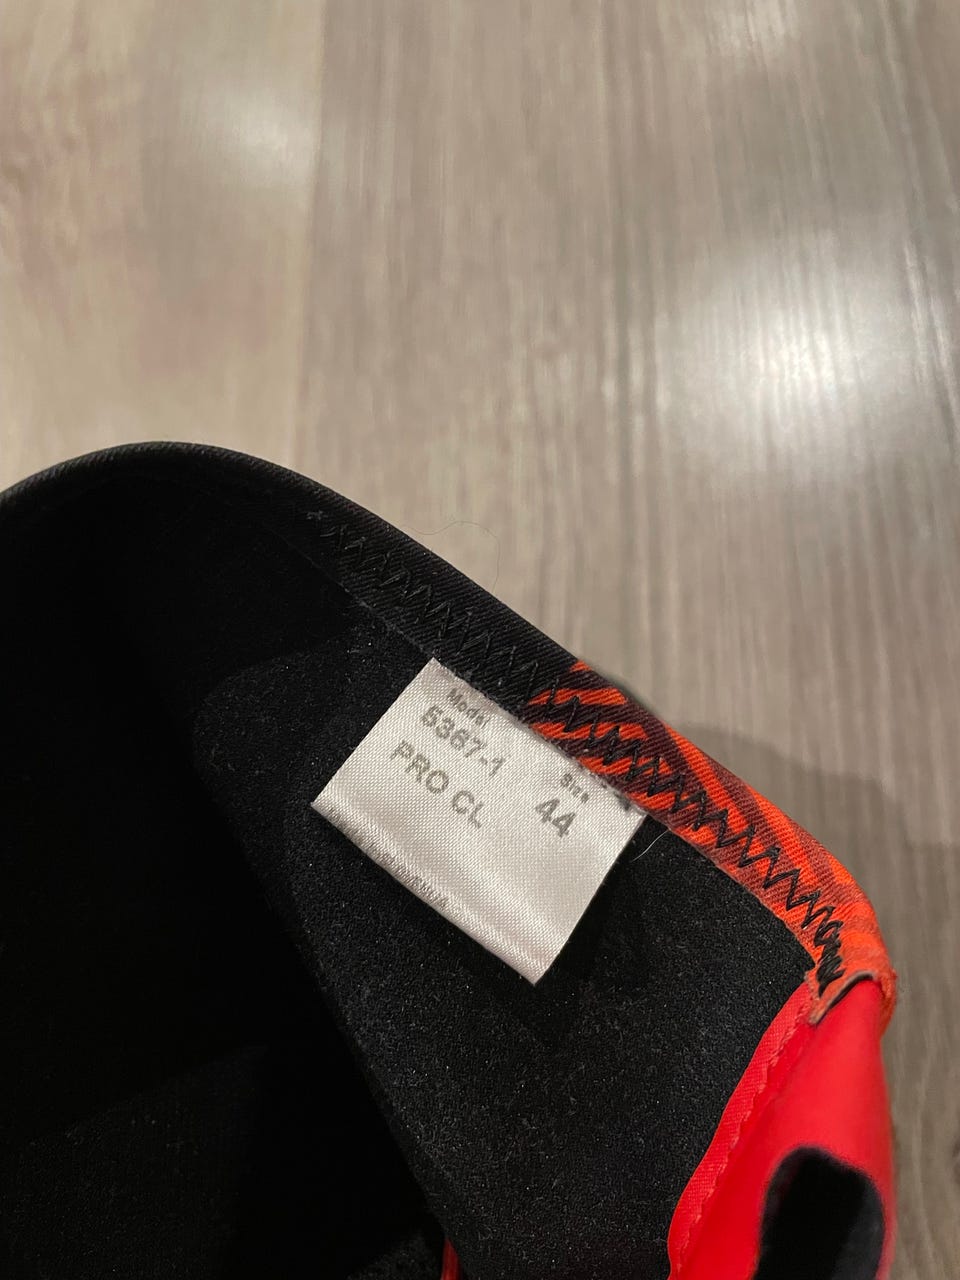 Model
5367-1
PRO CL
Size
44